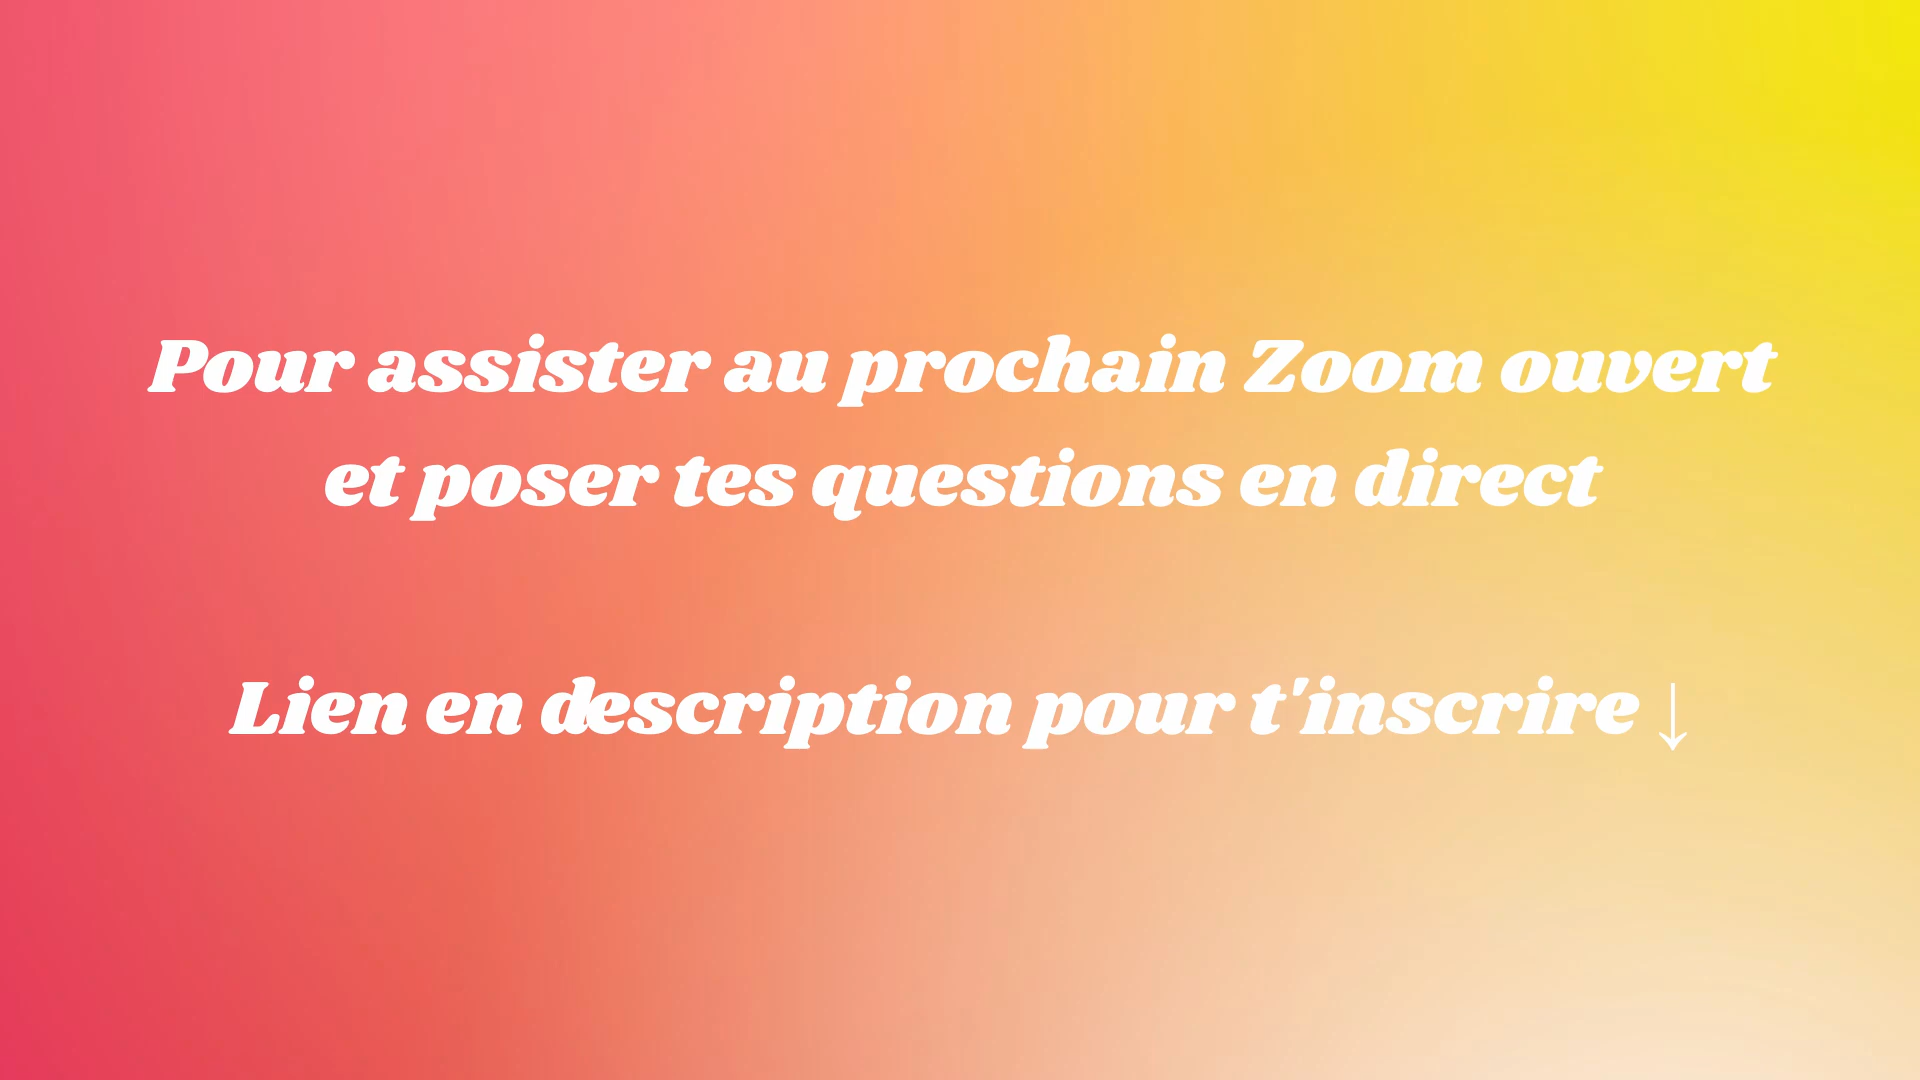 Pour assister au prochain Zoom ouvert
et poser tes questions en direct
Lien en description pour t'inscrire ↓